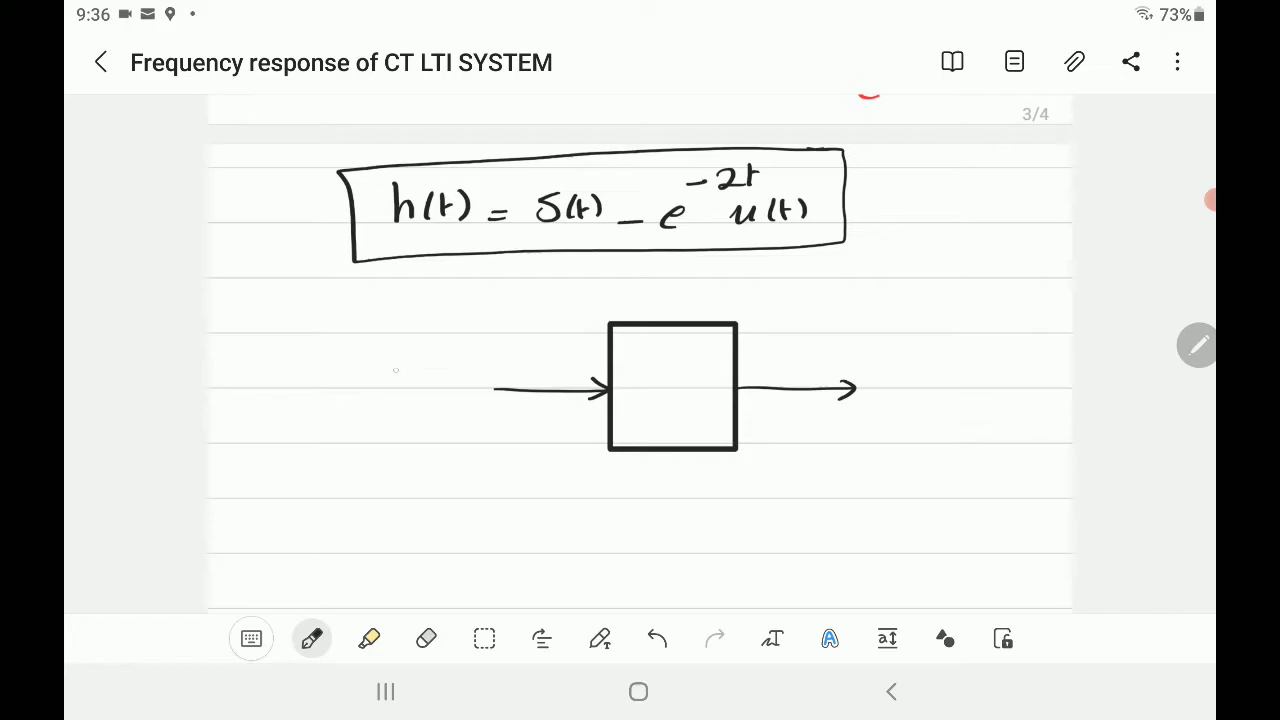 9:36 73%
Frequency response of CT LTI SYSTEM
3/4
h(t) = δ(t) - e^{-2t} u(t)